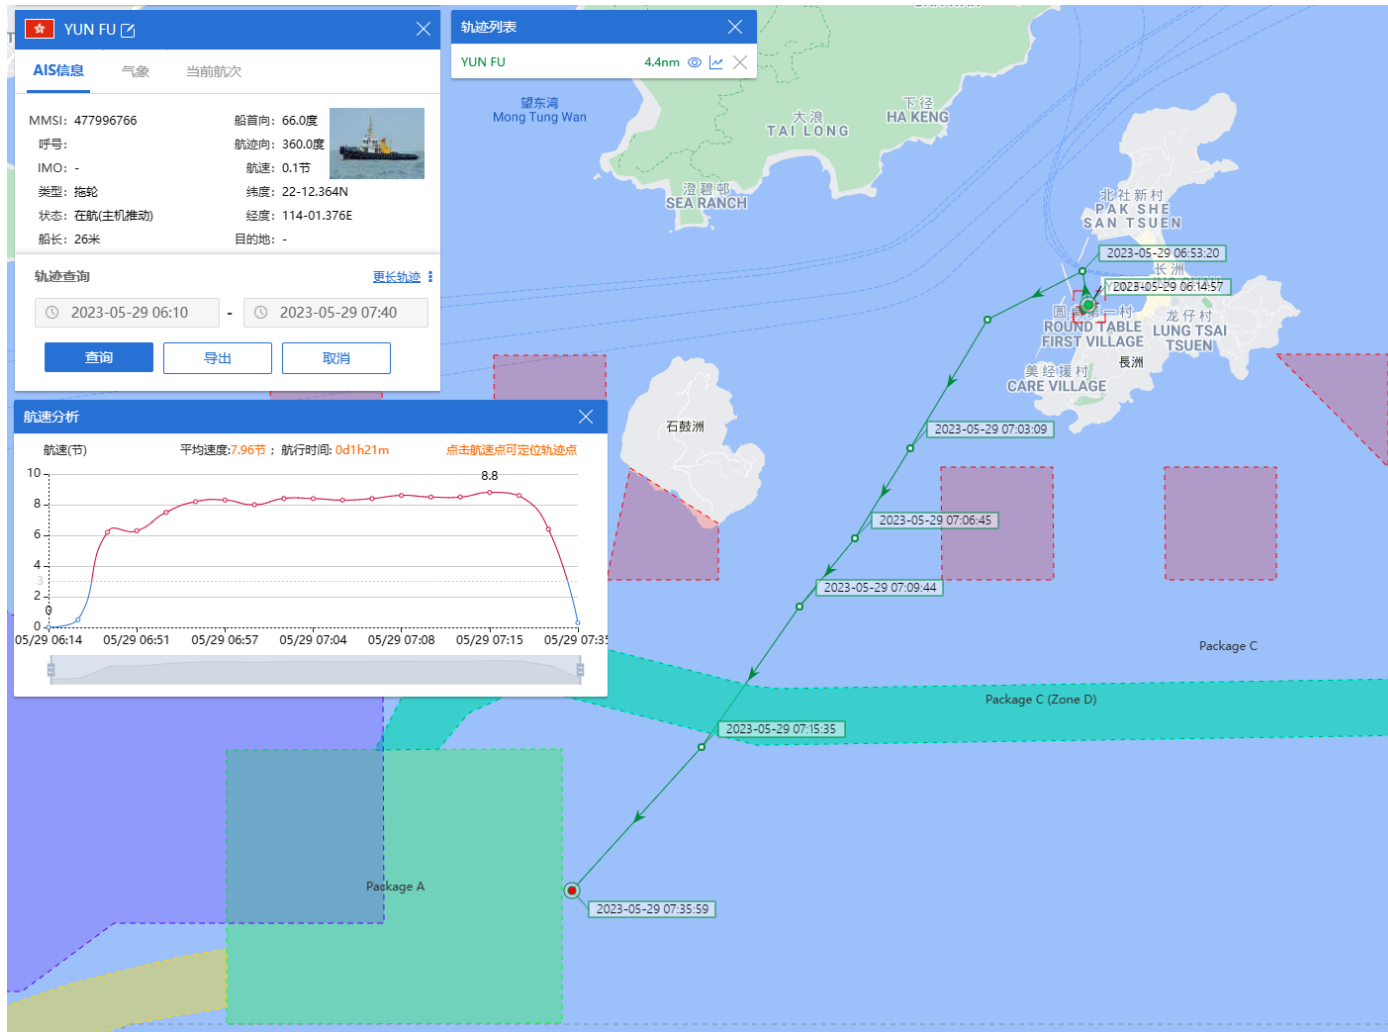 YUN FU
AIS信息
气象
当前航次
MMSI: 477996766
船首向: 66.0度
呼号:
航迹向: 360.0度
IMO: -
航速: 0.1节
类型: 拖轮
纬度: 22-12.364N
状态: 在航(主机推动)
经度: 114-01.376E
船长: 26米
目的地: -
轨迹查询
更长轨迹
2023-05-29 06:10 - 2023-05-29 07:40
查询
导出
取消
轨迹列表
YUN FU
4.4nm
航速分析
航速(节)
平均速度:7.96节 ; 航行时间: 0d1h21m
点击航速点可定位轨迹点
10
8
6
4
3
2
0
0
8.8
05/29 06:14
05/29 06:51
05/29 06:57
05/29 07:04
05/29 07:08
05/29 07:15
05/29 07:35
望东湾
Mong Tung Wan
大浪
TAI LONG
下径
HA KENG
澄碧邨
SEA RANCH
北社新村
PAK SHE
SAN TSUEN
2023-05-29 06:53:20
长洲
2023-05-29 06:14:57
ROUND TABLE
FIRST VILLAGE
龙仔村
LUNG TSAI
TSUEN
長洲
美经援村
CARE VILLAGE
石鼓洲
2023-05-29 07:03:09
2023-05-29 07:06:45
2023-05-29 07:09:44
Package C
Package C (Zone D)
2023-05-29 07:15:35
Package A
2023-05-29 07:35:59